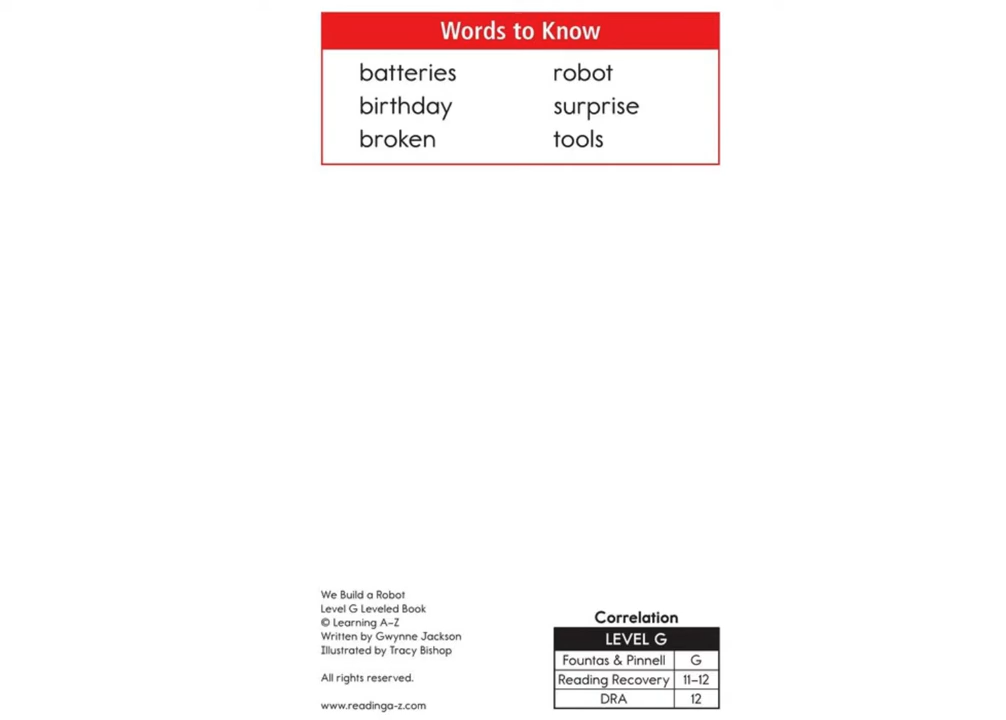 Words to Know
batteries robot
birthday surprise
broken tools
We Build a Robot
Level G Leveled Book
© Learning A–Z
Written by Gwynne Jackson
Illustrated by Tracy Bishop
All rights reserved.
www.readinga-z.com
Correlation
LEVEL G
Fountas & Pinnell G
Reading Recovery 11–12
DRA 12